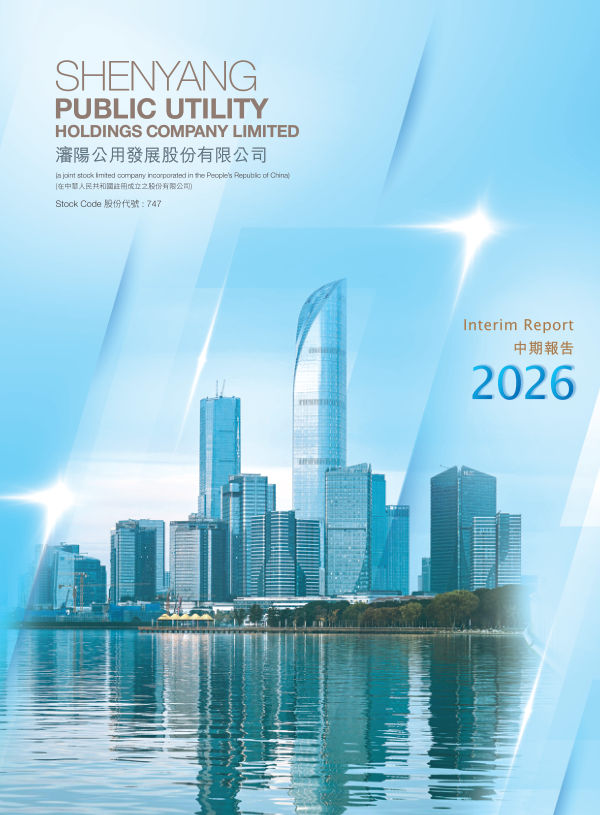 SHENYANG
PUBLIC UTILITY
HOLDINGS COMPANY LIMITED
瀋陽公用發展股份有限公司
(a joint stock limited company incorporated in the People's Republic of China)
(在中華人民共和國註冊成立之股份有限公司)
Stock Code 股份代號 : 747
Interim Report
中期報告
2026